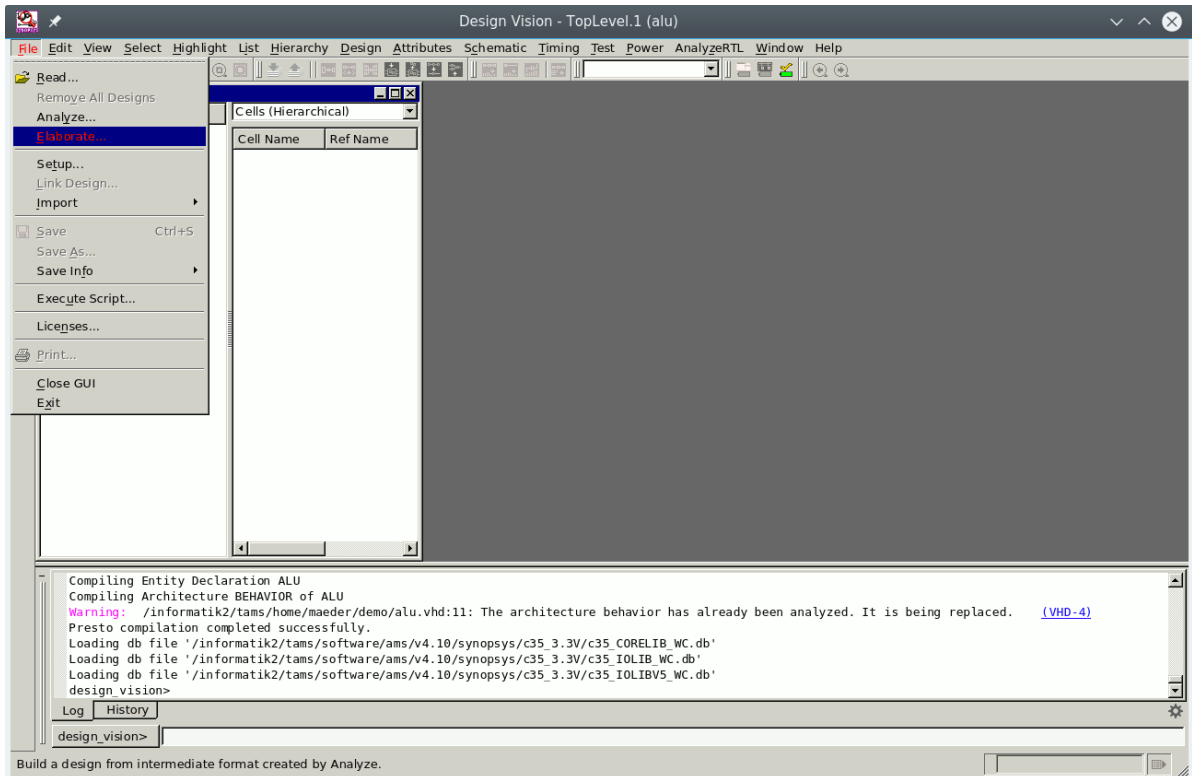 Design Vision - TopLevel.1 (alu)
File Edit View Select Highlight List Hierarchy Design Attributes Schematic Timing Test Power AnalyzeRTL Window Help
Read...
Remove All Designs
Analyze...
Elaborate...
Setup...
Link Design...
Import
Save Ctrl+S
Save As...
Save Info
Execute Script...
Licenses...
Print...
Close GUI
Exit
Cells (Hierarchical)
Cell Name Ref Name
Compiling Entity Declaration ALU
Compiling Architecture BEHAVIOR of ALU
Warning: /informatik2/tams/home/maeder/demo/alu.vhd:11: The architecture behavior has already been analyzed. It is being replaced. (VHD-4)
Presto compilation completed successfully.
Loading db file '/informatik2/tams/software/ams/v4.10/synopsys/c35_3.3V/c35_CORELIB_WC.db'
Loading db file '/informatik2/tams/software/ams/v4.10/synopsys/c35_3.3V/c35_IOLIB_WC.db'
Loading db file '/informatik2/tams/software/ams/v4.10/synopsys/c35_3.3V/c35_IOLIBV5_WC.db'
design_vision>
Log History
design_vision>
Build a design from intermediate format created by Analyze.